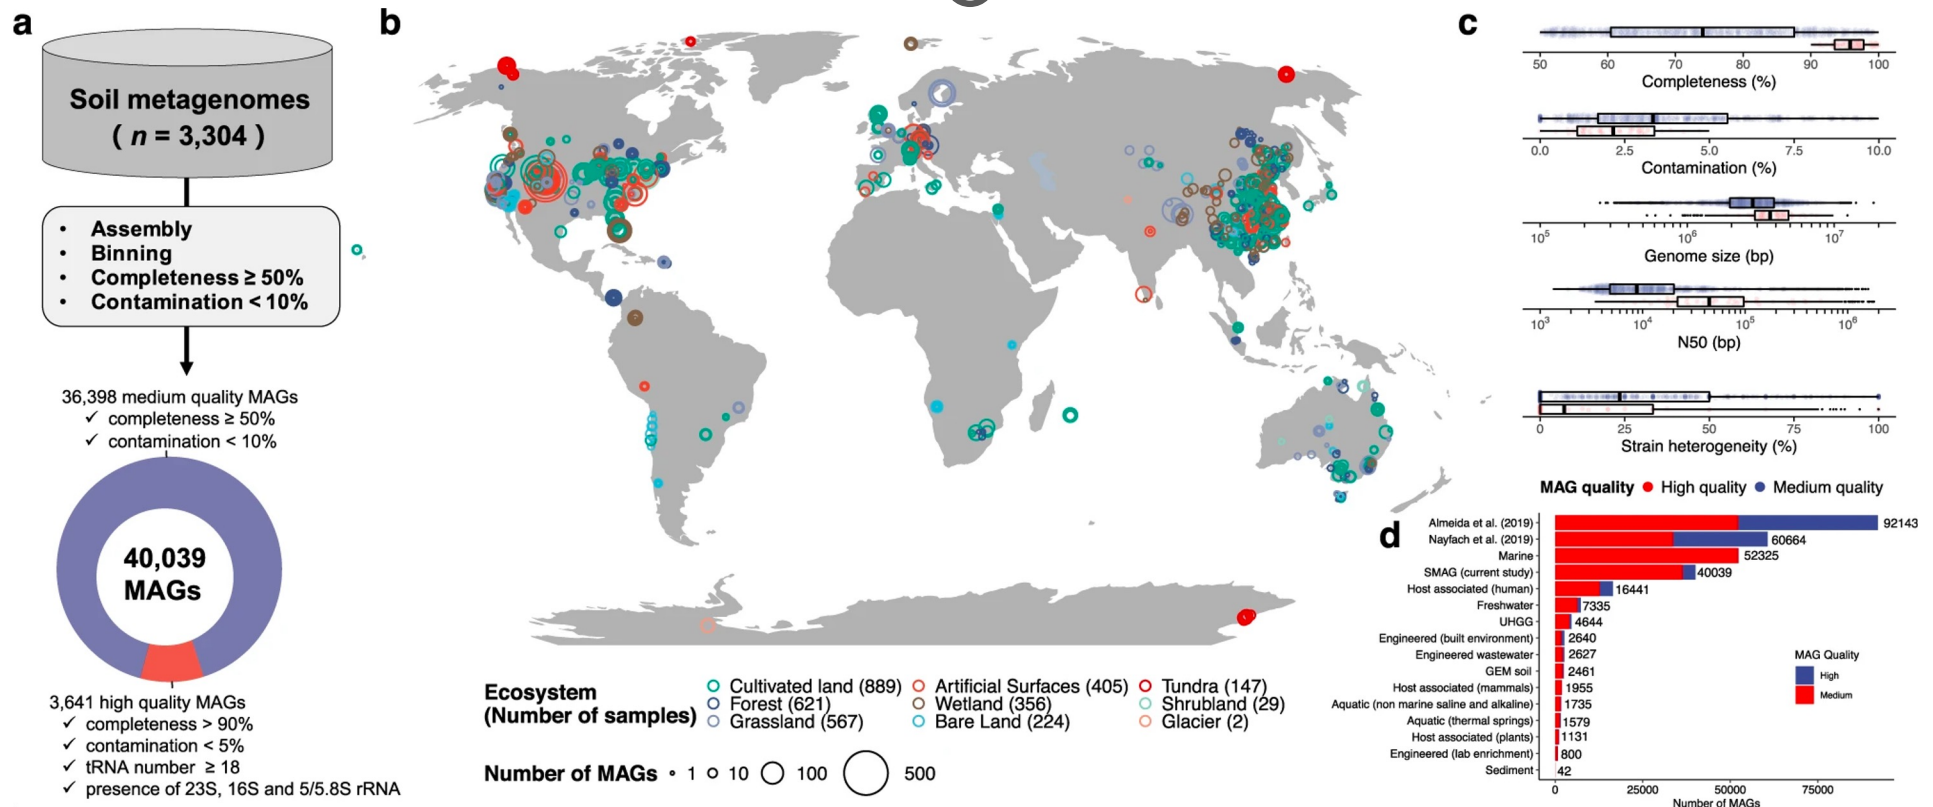 a
Soil metagenomes
( n = 3,304 )
• Assembly
• Binning
• Completeness ≥ 50%
• Contamination < 10%
36,398 medium quality MAGs
✓ completeness ≥ 50%
✓ contamination < 10%
40,039
MAGs
3,641 high quality MAGs
✓ completeness > 90%
✓ contamination < 5%
✓ tRNA number ≥ 18
✓ presence of 23S, 16S and 5/5.8S rRNA
b
Ecosystem
(Number of samples)
Cultivated land (889)
Forest (621)
Grassland (567)
Artificial Surfaces (405)
Wetland (356)
Bare Land (224)
Tundra (147)
Shrubland (29)
Glacier (2)
Number of MAGs 1 10 100 500
c
50 60 70 80 90 100
Completeness (%)
0.0 2.5 5.0 7.5 10.0
Contamination (%)
10^5 10^6 10^7
Genome size (bp)
10^3 10^4 10^5 10^6
N50 (bp)
0 25 50 75 100
Strain heterogeneity (%)
MAG quality High quality Medium quality
d
Almeida et al. (2019) 92143
Nayfach et al. (2019) 60664
Marine 52325
SMAG (current study) 40039
Host associated (human) 16441
Freshwater 7335
UHGG 4644
Engineered (built environment) 2640
Engineered wastewater 2627
GEM soil 2461
Host associated (mammals) 1955
Aquatic (non marine saline and alkaline) 1735
Aquatic (thermal springs) 1579
Host associated (plants) 1131
Engineered (lab enrichment) 800
Sediment 42
0 25000 50000 75000
Number of MAGs
MAG Quality
High
Medium